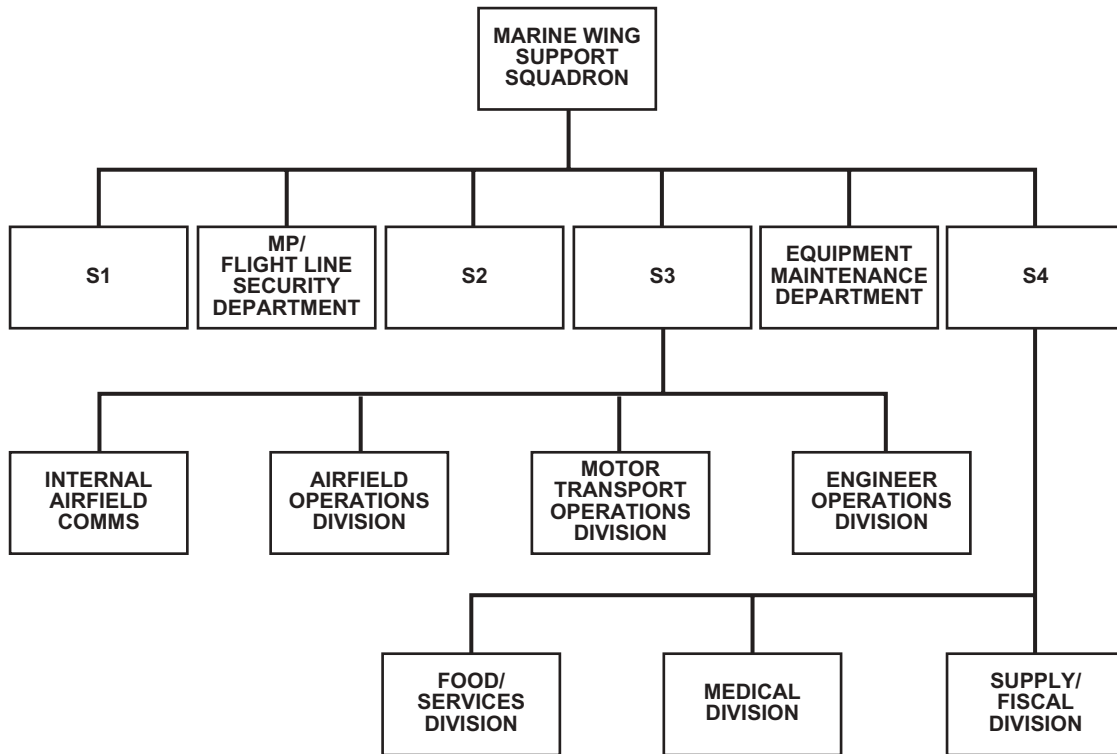 MARINE WING
SUPPORT
SQUADRON
S1
MP/
FLIGHT LINE
SECURITY
DEPARTMENT
S2
S3
EQUIPMENT
MAINTENANCE
DEPARTMENT
S4
INTERNAL
AIRFIELD
COMMS
AIRFIELD
OPERATIONS
DIVISION
MOTOR
TRANSPORT
OPERATIONS
DIVISION
ENGINEER
OPERATIONS
DIVISION
FOOD/
SERVICES
DIVISION
MEDICAL
DIVISION
SUPPLY/
FISCAL
DIVISION